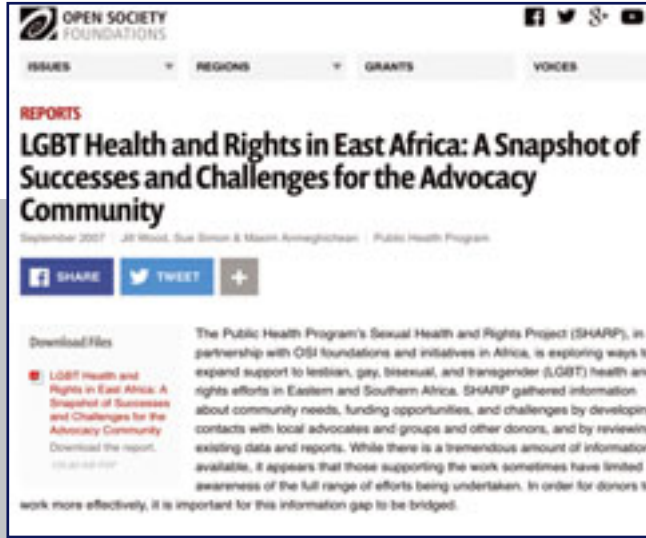 OPEN SOCIETY
FOUNDATIONS
ISSUES REGIONS GRANTS VOICES
REPORTS
LGBT Health and Rights in East Africa: A Snapshot of
Successes and Challenges for the Advocacy
Community
September 2007 | Jill Wood, Sue Simon & Maxim Anmeghichean | Public Health Program
SHARE TWEET +
Download Files
LGBT Health and
Rights in East Africa: A
Snapshot of Successes
and Challenges for the
Advocacy Community
Download the report.
The Public Health Program's Sexual Health and Rights Project (SHARP), in
partnership with OSI foundations and initiatives in Africa, is exploring ways to
expand support to lesbian, gay, bisexual, and transgender (LGBT) health and
rights efforts in Eastern and Southern Africa. SHARP gathered information
about community needs, funding opportunities, and challenges by developin
contacts with local advocates and groups and other donors, and by reviewing
existing data and reports. While there is a tremendous amount of information
available, it appears that those supporting the work sometimes have limited
awareness of the full range of efforts being undertaken. In order for donors to
work more effectively, it is important for this information gap to be bridged.